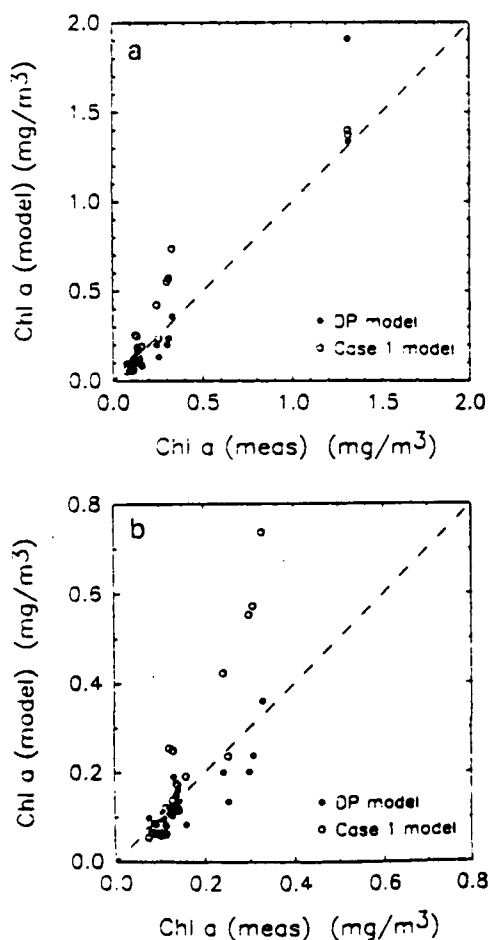 a
2.0
1.5
1.0
0.5
0.0
Chl a (model) (mg/m³)
DP model
Case 1 model
0.0 0.5 1.0 1.5 2.0
Chl a (meas) (mg/m³)
b
0.8
0.6
0.4
0.2
0.0
Chl a (model) (mg/m³)
DP model
Case 1 model
0.0 0.2 0.4 0.6 0.8
Chl a (meas) (mg/m³)